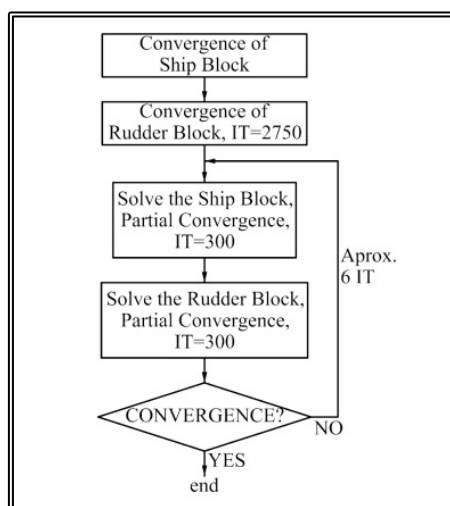 Convergence of
Ship Block
Convergence of
Rudder Block, IT=2750
Solve the Ship Block,
Partial Convergence,
IT=300
Solve the Rudder Block,
Partial Convergence,
IT=300
Aprox.
6 IT
CONVERGENCE?
NO
YES
end